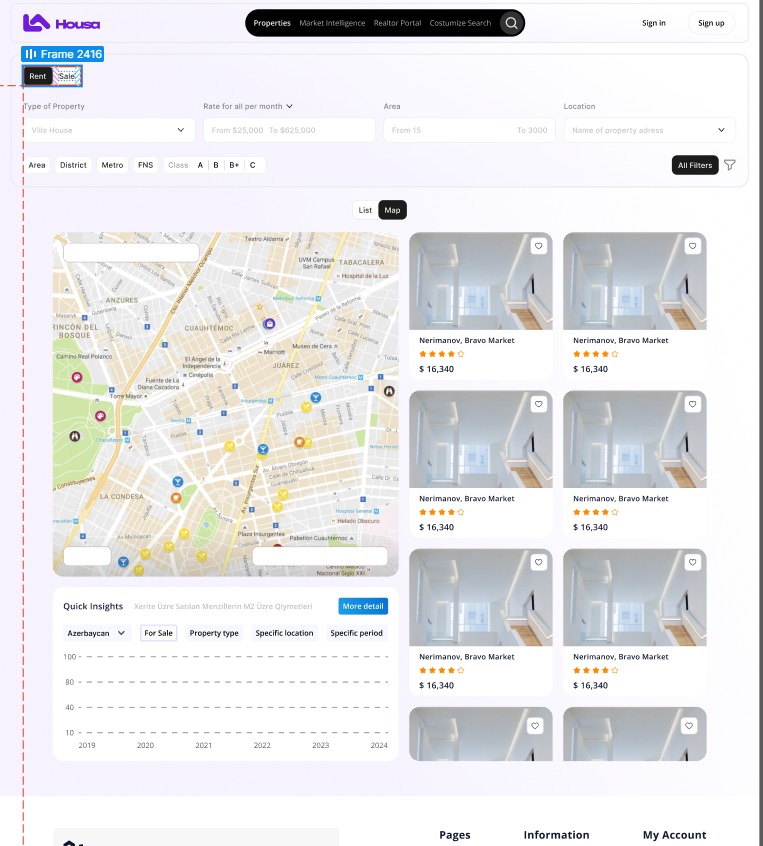 Housa
Properties Market Intelligence Realtor Portal Costumize Search
Sign in Sign up
Frame 2416
Rent Sale
Type of Property Rate for all per month Area Location
Villa House From $25,000 To $625,000 From 15 To 3000 Name of property adress
Area District Metro FNS Class A B B+ C
All Filters
List Map
Teatro Aldama
UVM Campus
San Rafael
TABACALERA
Hospital de la Luz
ANZURES
CUAUHTEMOC
RINCÓN DEL
BOSQUE
Camino Real Polanco
El Ángel de la
Independencia
Cinépolis
Marriott
Museo de Cera
JUÁREZ
Fuente de La
Diana Cazadora
Torre Mayor
LA CONDESA
Plaza Insurgentes
Hospital General
Helado Obscuro
Pabellón Cuauhtémoc
Centro Médico
Nacional Siglo XXI
Nerimanov, Bravo Market
$ 16,340
Nerimanov, Bravo Market
$ 16,340
Nerimanov, Bravo Market
$ 16,340
Nerimanov, Bravo Market
$ 16,340
Nerimanov, Bravo Market
$ 16,340
Nerimanov, Bravo Market
$ 16,340
Quick Insights Xerite Üzre Satılan Menzillerin M2 Üzre Qiymetleri More detail
Azerbaycan For Sale Property type Specific location Specific period
100
80
40
10
2019 2020 2021 2022 2023 2024
Pages Information My Account